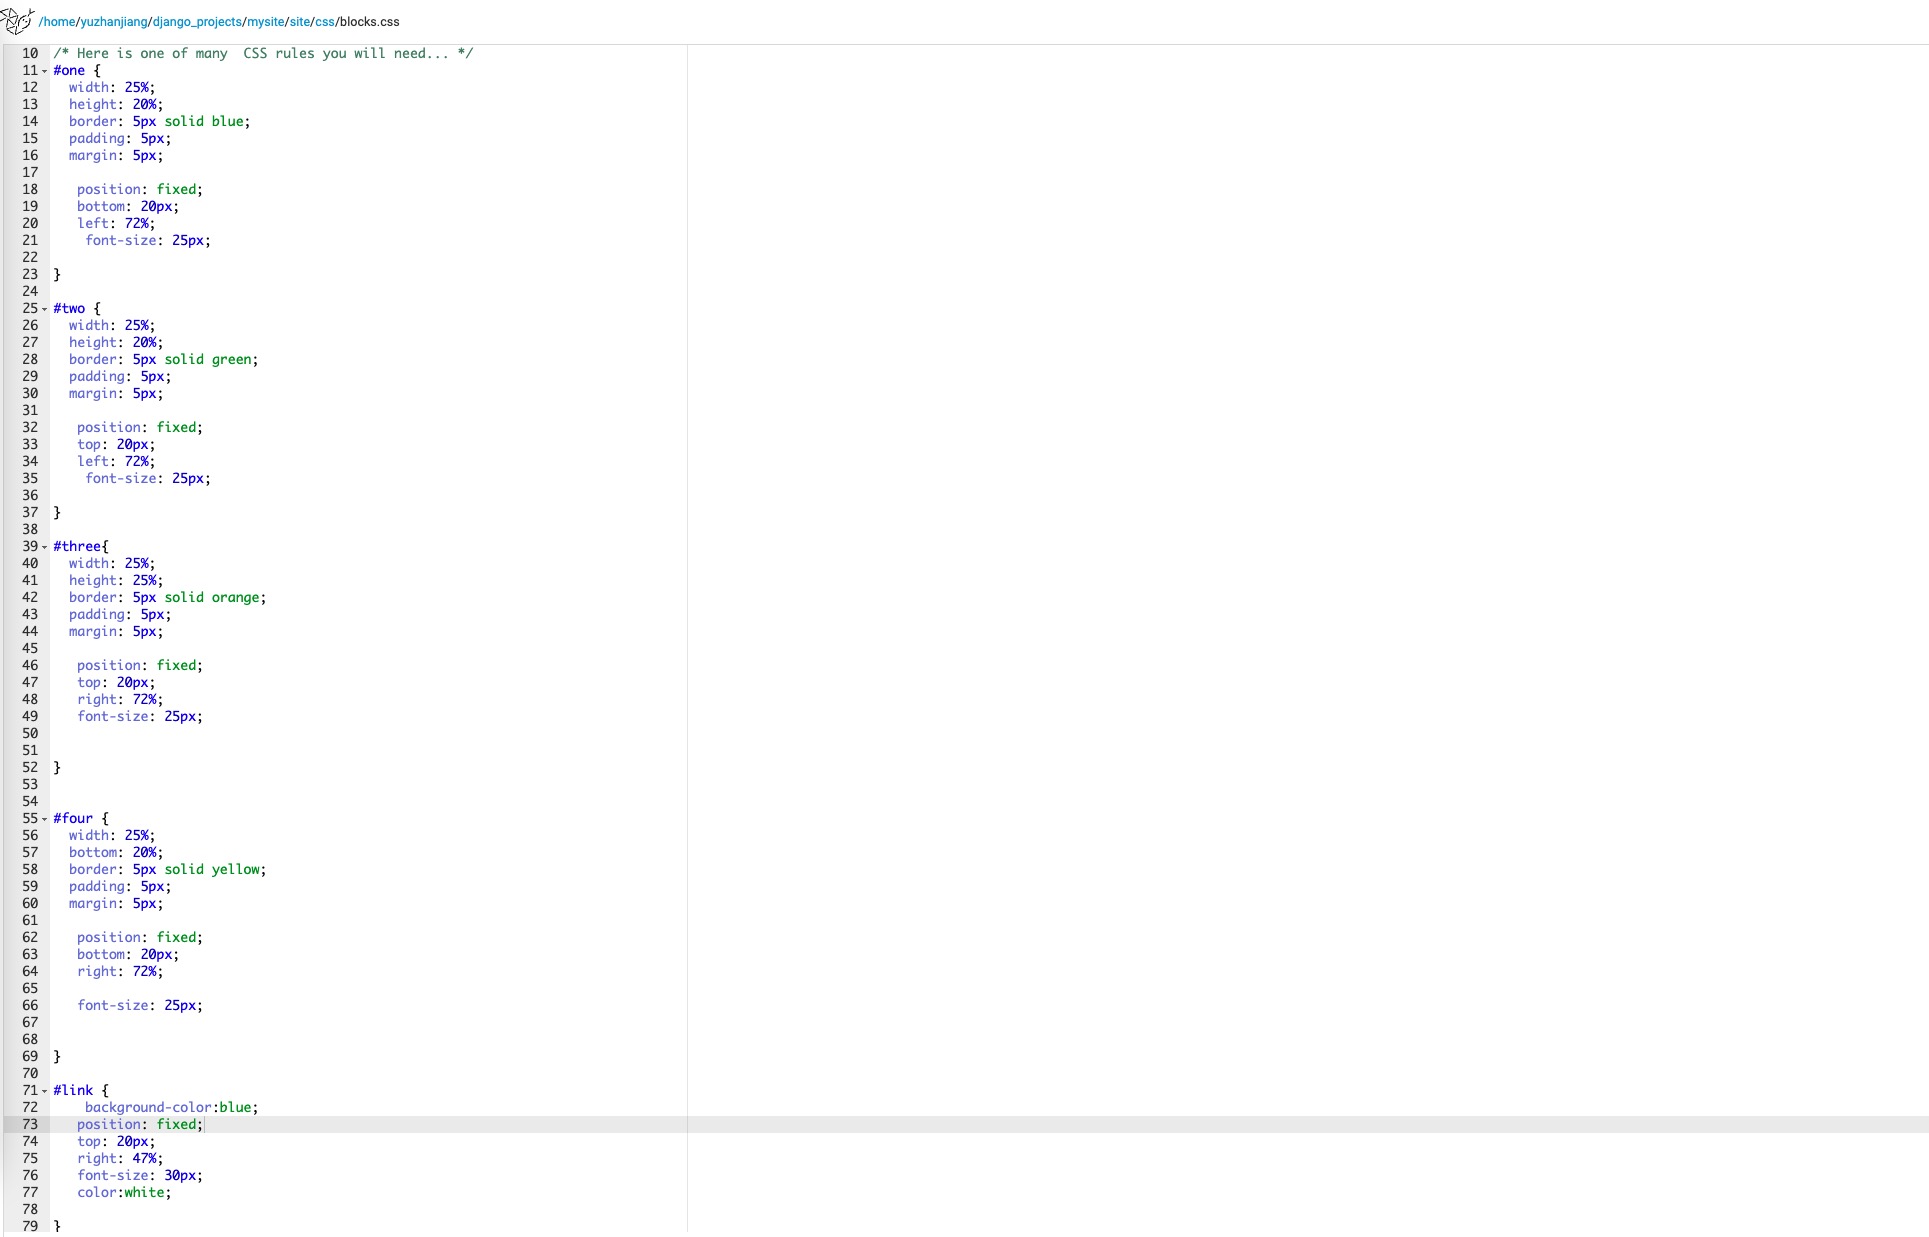 /home/yuzhanjiang/django_projects/mysite/site/css/blocks.css
10 /* Here is one of many  CSS rules you will need... */
11 #one {
12   width: 25%;
13   height: 20%;
14   border: 5px solid blue;
15   padding: 5px;
16   margin: 5px;
17
18    position: fixed;
19    bottom: 20px;
20    left: 72%;
21     font-size: 25px;
22
23 }
24
25 #two {
26   width: 25%;
27   height: 20%;
28   border: 5px solid green;
29   padding: 5px;
30   margin: 5px;
31
32    position: fixed;
33    top: 20px;
34    left: 72%;
35     font-size: 25px;
36
37 }
38
39 #three{
40   width: 25%;
41   height: 25%;
42   border: 5px solid orange;
43   padding: 5px;
44   margin: 5px;
45
46    position: fixed;
47    top: 20px;
48    right: 72%;
49    font-size: 25px;
50
51
52 }
53
54
55 #four {
56   width: 25%;
57   bottom: 20%;
58   border: 5px solid yellow;
59   padding: 5px;
60   margin: 5px;
61
62    position: fixed;
63    bottom: 20px;
64    right: 72%;
65
66    font-size: 25px;
67
68
69 }
70
71 #link {
72     background-color:blue;
73    position: fixed;
74    top: 20px;
75    right: 47%;
76    font-size: 30px;
77    color:white;
78
79 }